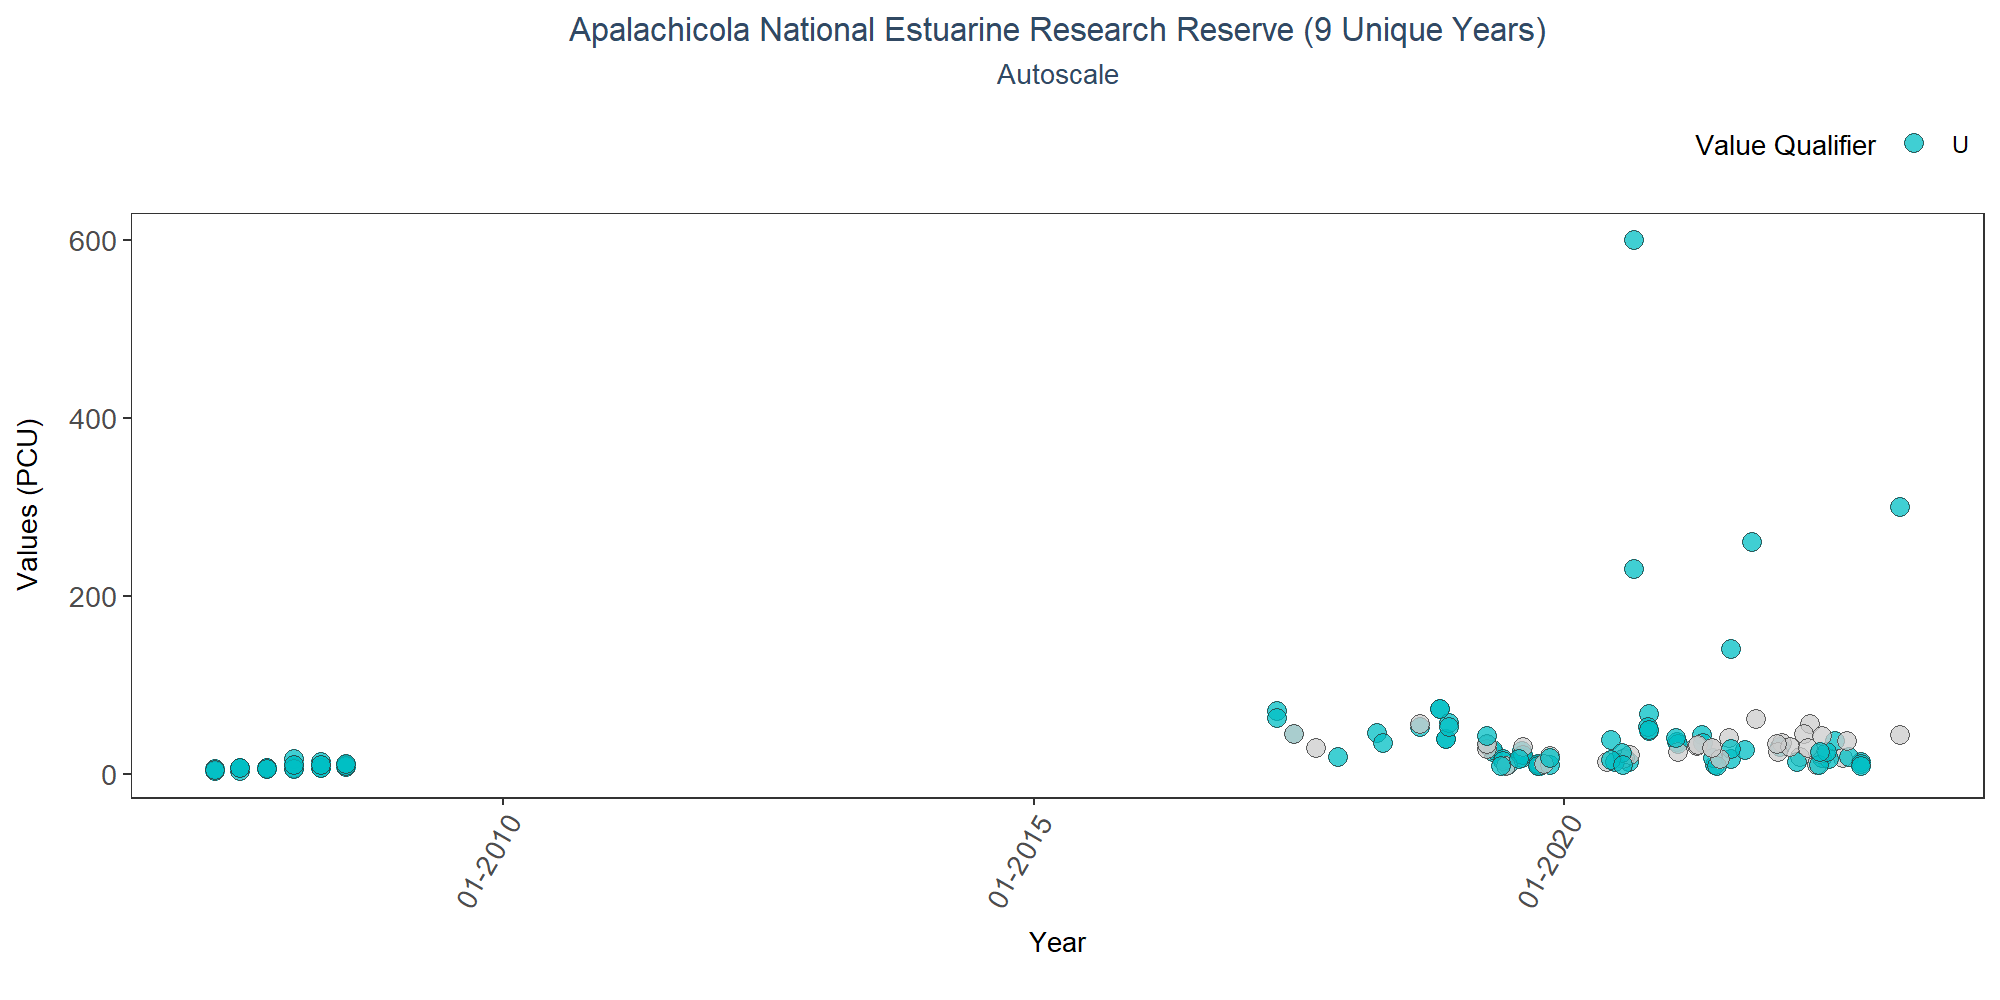 Apalachicola National Estuarine Research Reserve (9 Unique Years)
Autoscale
Value Qualifier U
Values (PCU)
600
400
200
0
01-2010
01-2015
01-2020
Year